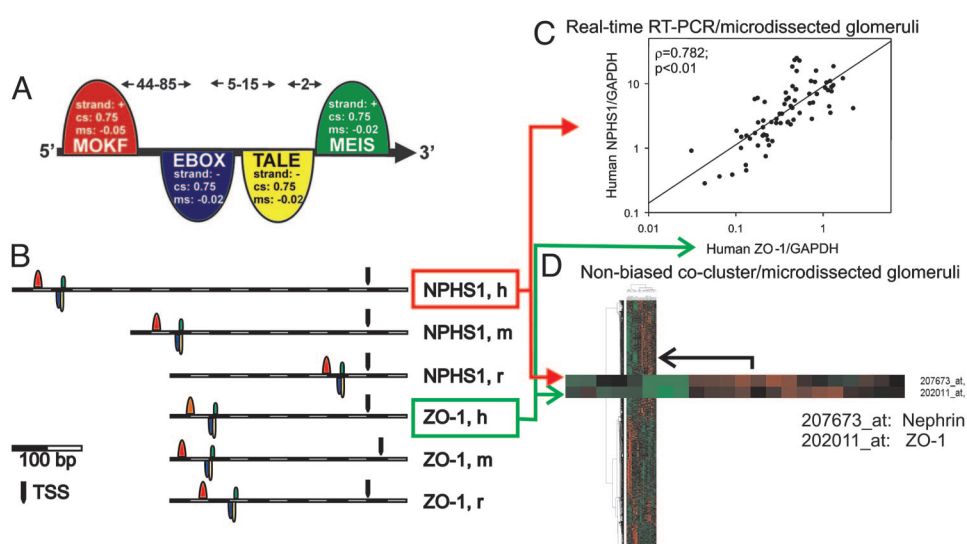 A
44-85
5-15
2
strand: +
cs: 0.75
ms: -0.05
MOKF
strand: +
cs: 0.75
ms: -0.02
MEIS
5'
3'
EBOX
strand: -
cs: 0.75
ms: -0.02
TALE
strand: -
cs: 0.75
ms: -0.02
B
NPHS1, h
NPHS1, m
NPHS1, r
ZO-1, h
ZO-1, m
ZO-1, r
100 bp
TSS
C
Real-time RT-PCR/microdissected glomeruli
ρ=0.782;
p<0.01
Human NPHS1/GAPDH
10
1
0.1
0.01
0.1
1
Human ZO-1/GAPDH
D
Non-biased co-cluster/microdissected glomeruli
207673_at,
202011_at,
207673_at: Nephrin
202011_at: ZO-1